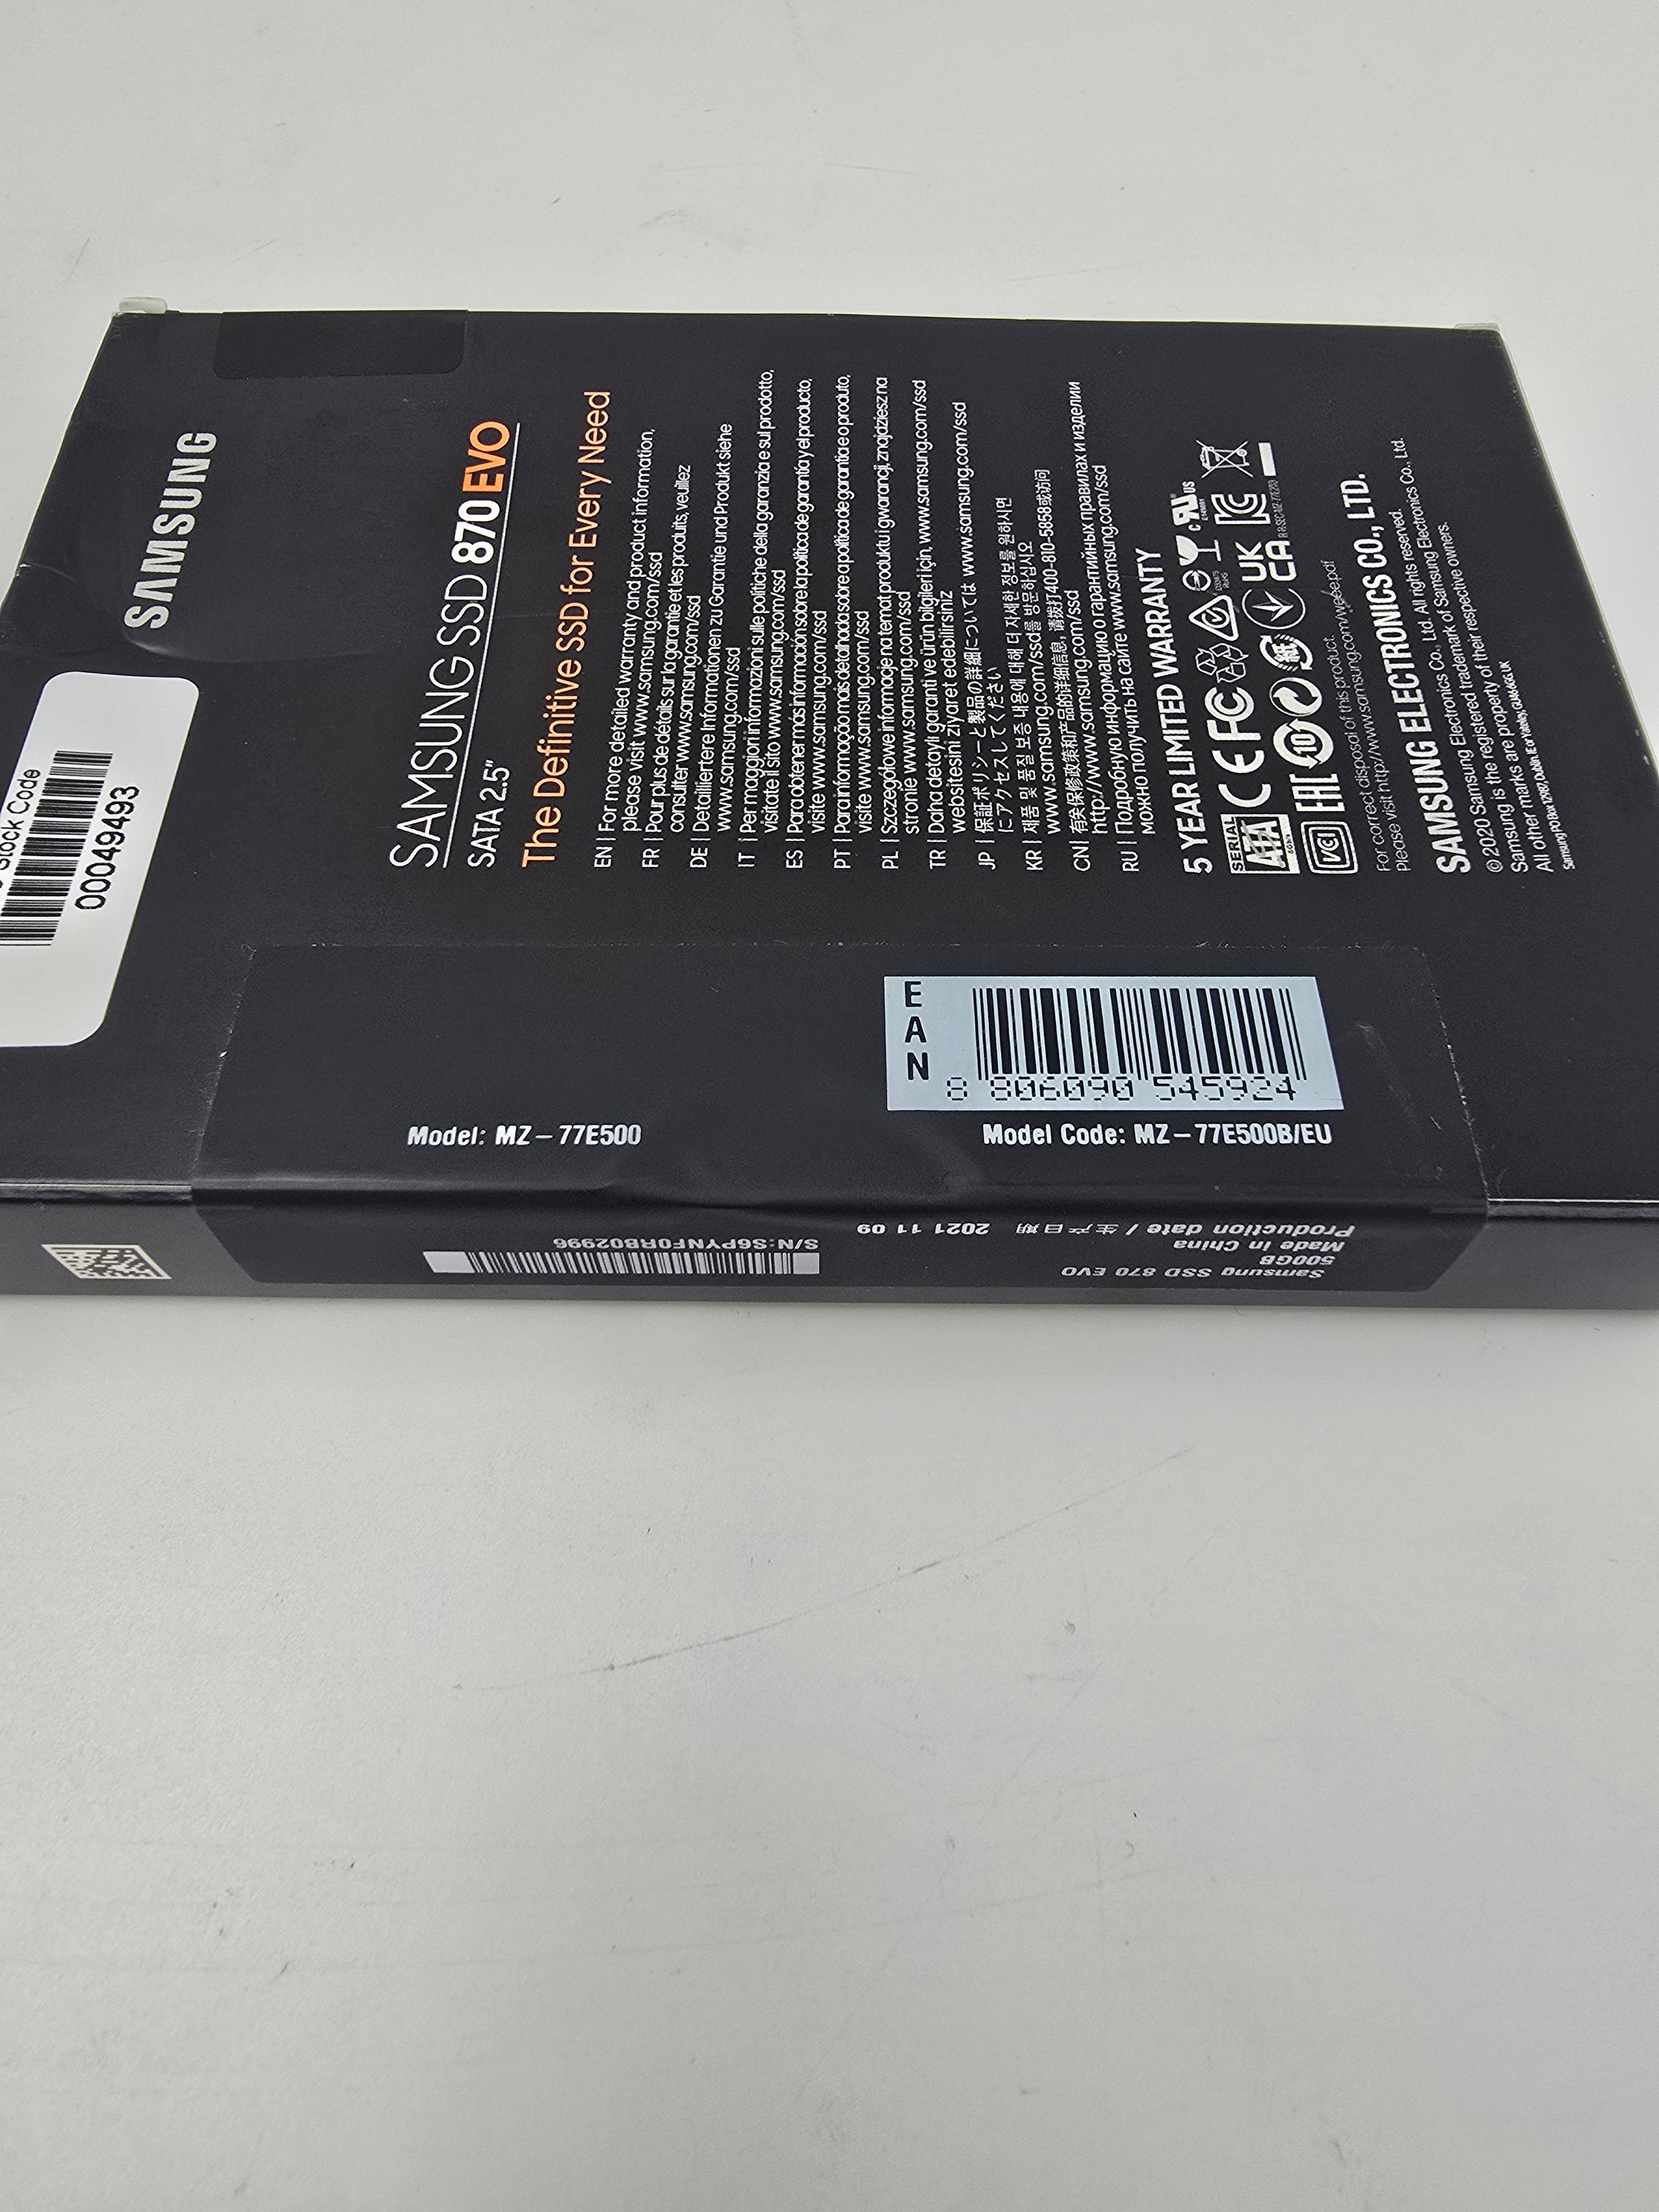 SAMSUNG
Stock Code
00049493
SAMSUNG SSD 870 EVO
SATA 2.5"
The Definitive SSD for Every Need
EN | For more detailed warranty and product information,
please visit www.samsung.com/ssd
FR | Pour plus de détails sur la garantie et les produits, veuillez
consulter www.samsung.com/ssd
DE | Detailliertere Informationen zu Garantie und Produkt siehe
www.samsung.com/ssd
IT | Per maggiori informazioni sulle politiche della garanzia e sul prodotto,
visitate il sito www.samsung.com/ssd
ES | Para obtener más información sobre la política de garantía y el producto,
visite www.samsung.com/ssd
PT | Para informação mais detalhada sobre a política de garantia e o produto,
visite www.samsung.com/ssd
PL | Szczegółowe informacje na temat produktu i gwarancji, znajdziesz na
stronie www.samsung.com/ssd
TR | Daha detaylı garanti ve ürün bilgileri için, www.samsung.com/ssd
websitesini ziyaret edebilirsiniz
JP | 保証ポリシーと製品の詳細については www.samsung.com/ssd
にアクセスしてください
KR | 제품 및 품질 보증 내용에 대해 더 자세한 정보를 원하시면
www.samsung.com/ssd를 방문하십시오
CN | 有关保修政策和产品的详细信息, 请拨打400-810-5858或访问
http://www.samsung.com/ssd
RU | Подробную информацию о гарантийных правилах и изделии
можно получить на сайте www.samsung.com/ssd
5 YEAR LIMITED WARRANTY
SERIAL ATA
CE FC
c UL US
EAC
10
紙
UK CA
VCI
For correct disposal of this product.
Please visit http://www.samsung.com/weee.pdf
SAMSUNG ELECTRONICS CO., LTD.
©2020 Samsung Electronics Co., Ltd. All rights reserved.
Samsung is the registered trademark of Samsung Electronics Co., Ltd.
All other marks are property of their respective owners.
EAN
8 806090 545924
Model: MZ-77E500
Model Code: MZ-77E500B/EU
Samsung SSD 870 EVO
500GB
Made in China
Production date / 生产日期 2021 11 09
S/N:S6PYNF0RB02996